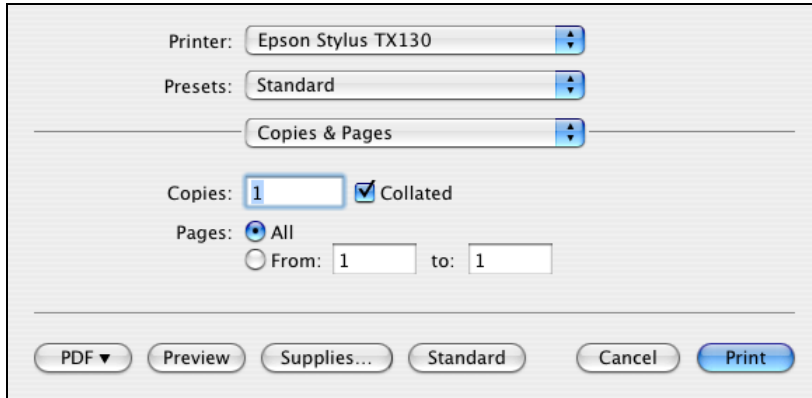 Printer: Epson Stylus TX130
Presets: Standard
Copies & Pages
Copies: 1 Collated
Pages: All
From: 1 to: 1
PDF Preview Supplies... Standard Cancel Print